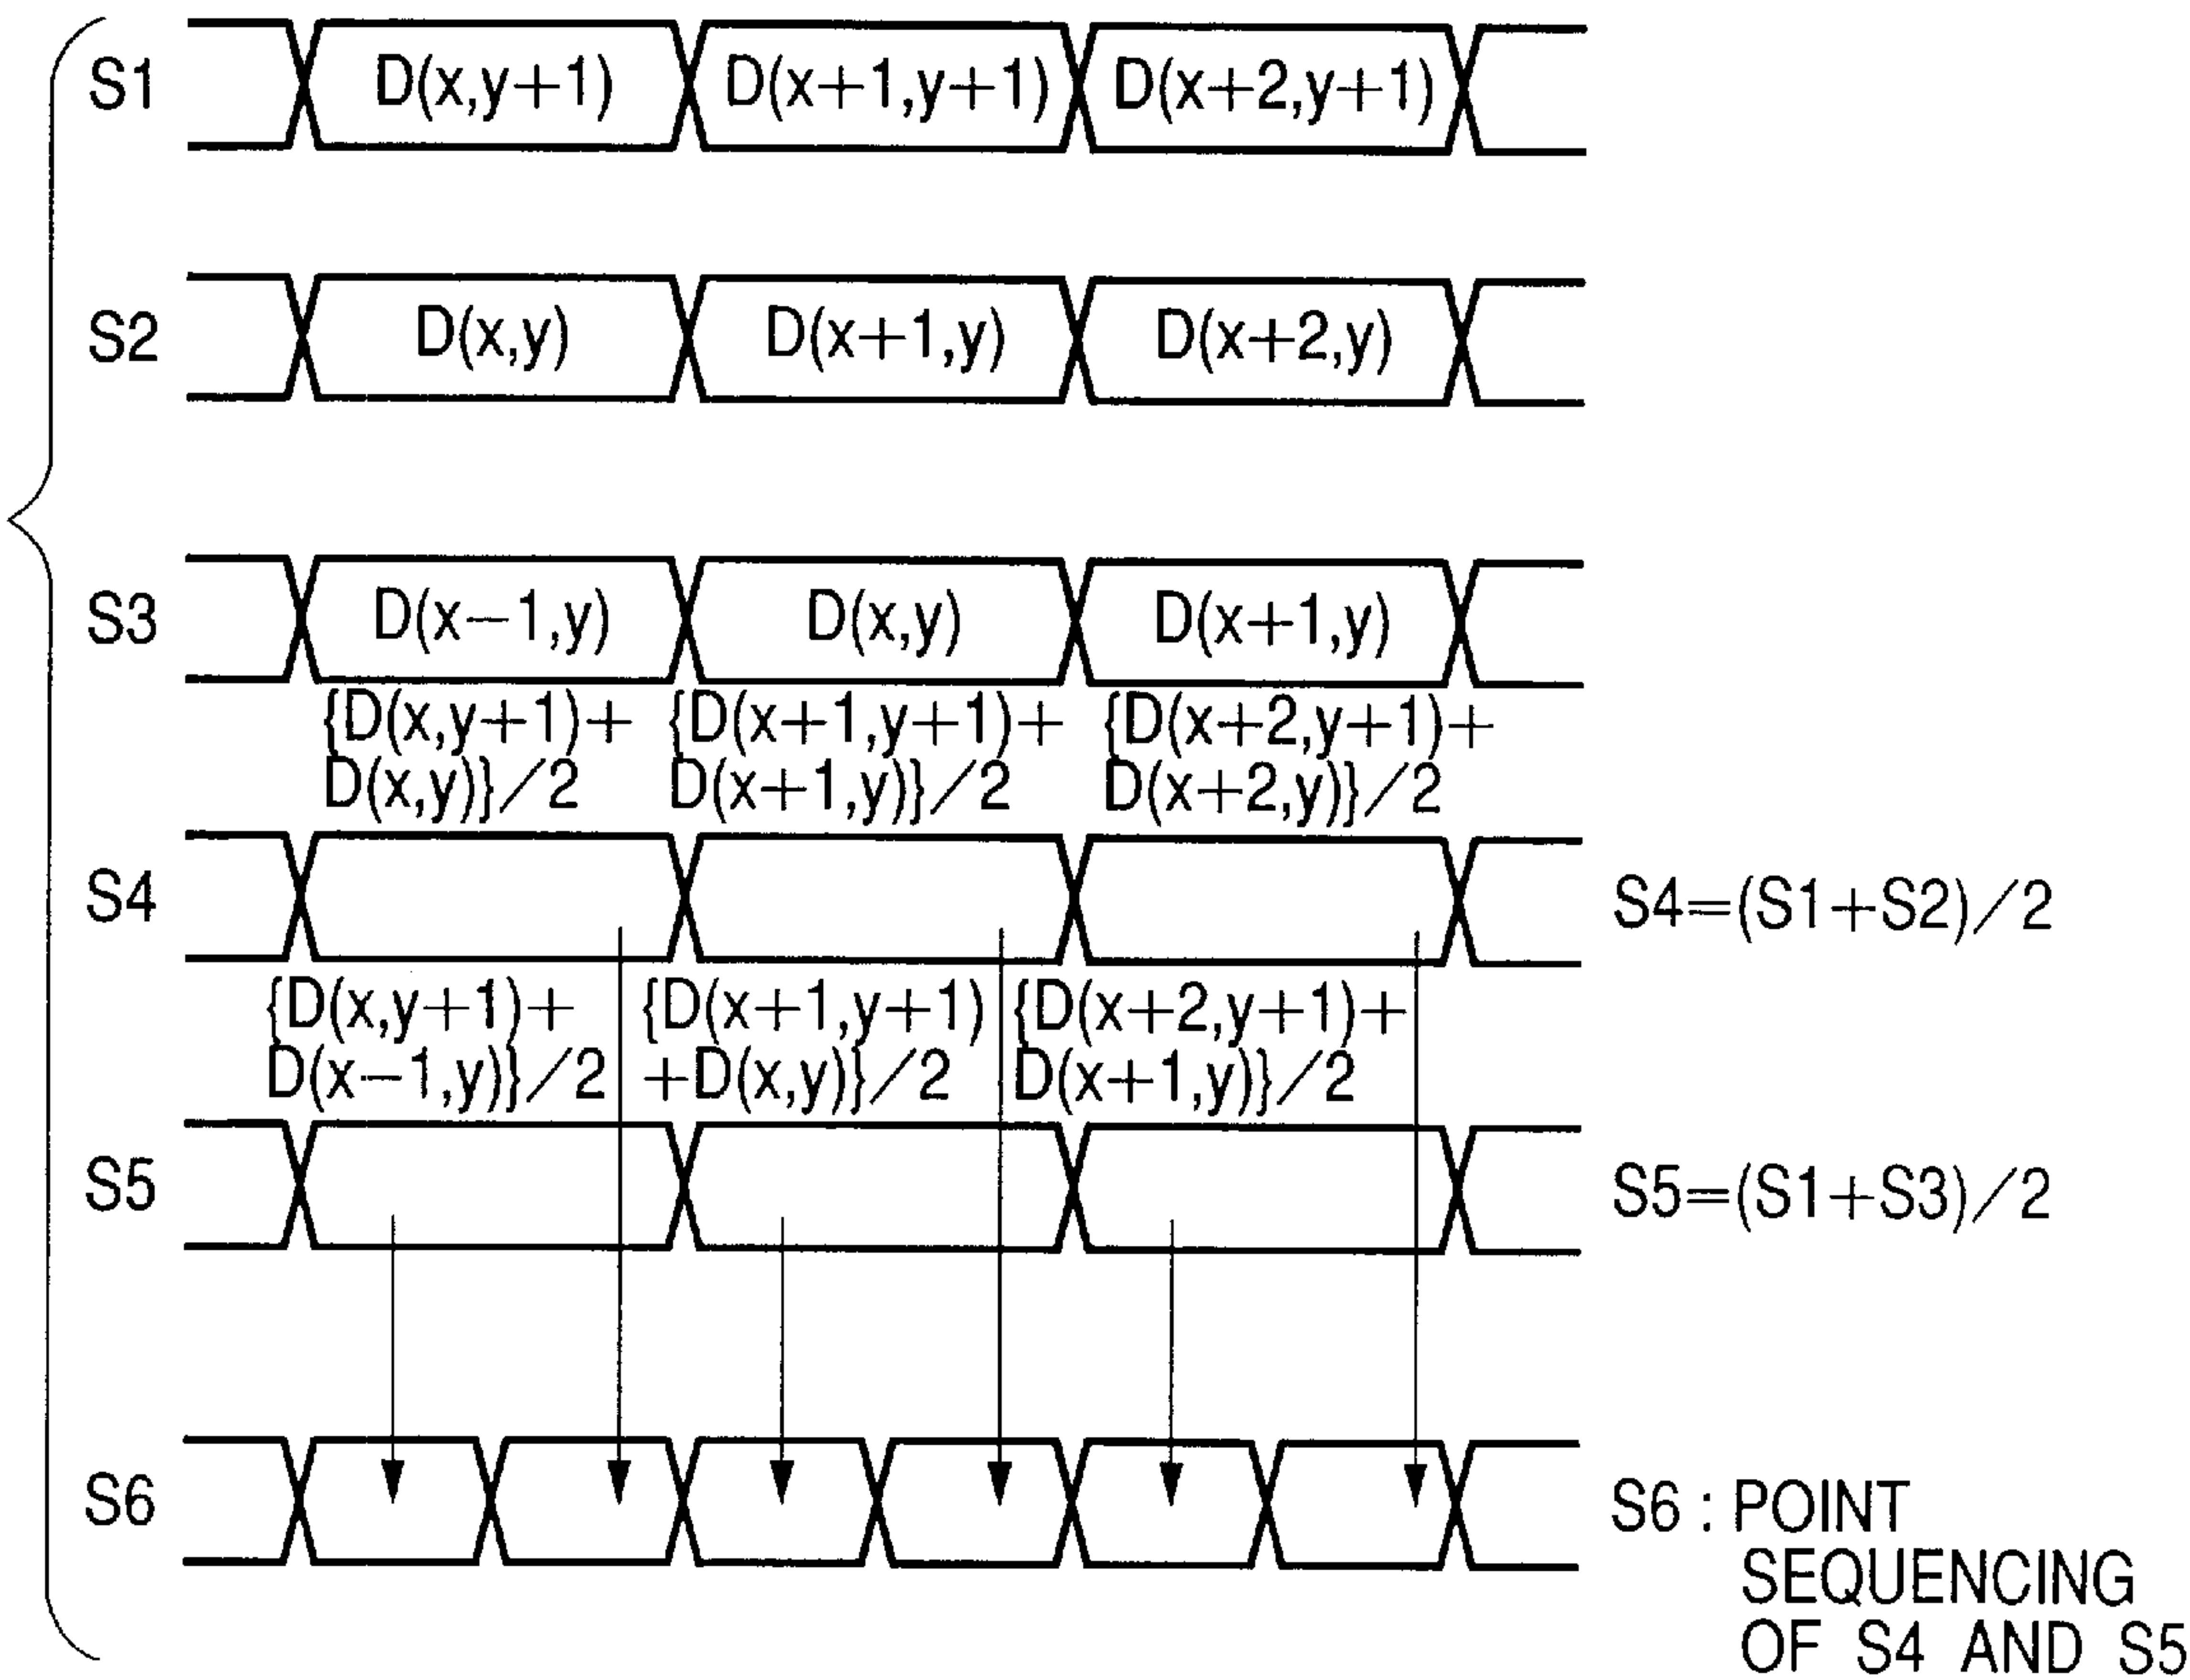 S1 D(x,y+1) D(x+1,y+1) D(x+2,y+1)
S2 D(x,y) D(x+1,y) D(x+2,y)
S3 D(x−1,y) D(x,y) D(x+1,y)
{D(x,y+1)+ {D(x+1,y+1)+ {D(x+2,y+1)+
D(x,y)}/2 D(x+1,y)}/2 D(x+2,y)}/2
S4 S4=(S1+S2)/2
{D(x,y+1)+ {D(x+1,y+1) {D(x+2,y+1)+
D(x−1,y)}/2 +D(x,y)}/2 D(x+1,y)}/2
S5 S5=(S1+S3)/2
S6 S6 : POINT
SEQUENCING
OF S4 AND S5